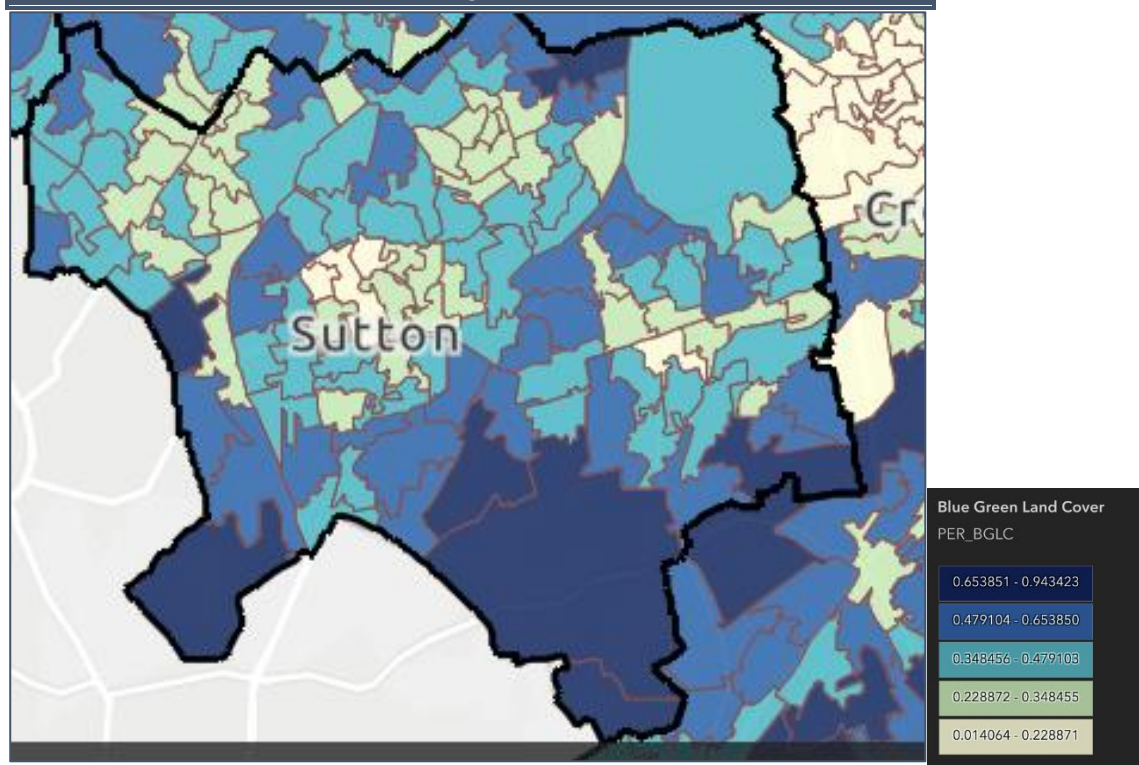 Cr
Sutton
Blue Green Land Cover
PER_BGLC
0.653851 - 0.943423
0.479104 - 0.653850
0.348456 - 0.479103
0.228872 - 0.348455
0.014064 - 0.228871